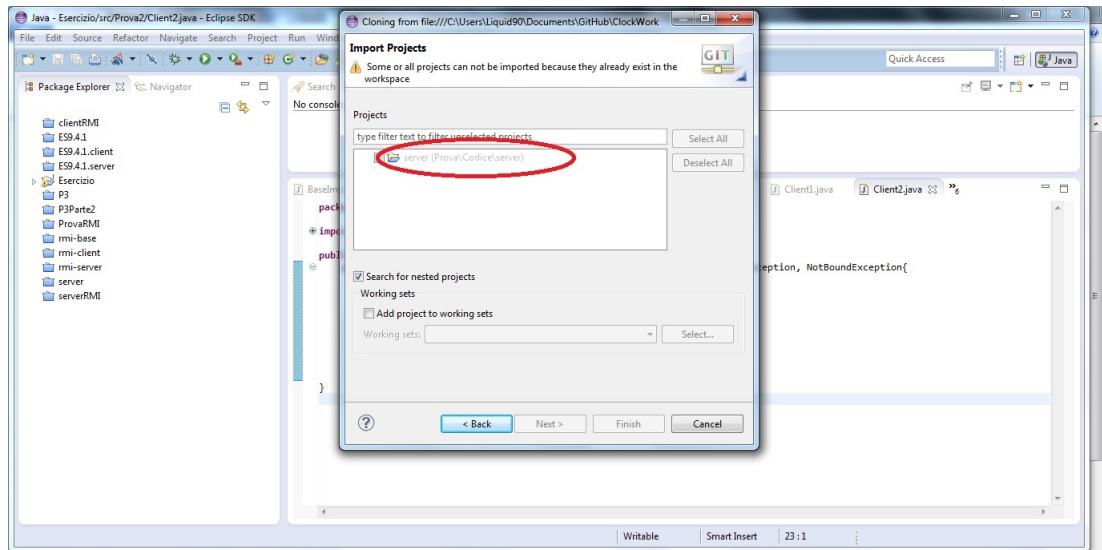 Java - Esercizio/src/Prova2/Client2.java - Eclipse SDK
File Edit Source Refactor Navigate Search Project Run Wind
Quick Access
Java
Package Explorer
Navigator
clientRMI
ES9.4.1
ES9.4.1.client
ES9.4.1.server
Esercizio
P3
P3Parte2
ProvaRMI
rmi-base
rmi-client
rmi-server
server
serverRMI
Search
No console
BaseIm
Client1.java
Client2.java
»6
pack
impo
publ
eption, NotBoundException{
}
Cloning from file:///C:\Users\Liquid90\Documents\GitHub\ClockWork
Import Projects
Some or all projects can not be imported because they already exist in the
workspace
GIT
Projects
type filter text to filter unselected projects
Select All
server (Prova\Codice\server)
Deselect All
Search for nested projects
Working sets
Add project to working sets
Working sets:
Select...
?
< Back
Next >
Finish
Cancel
Writable
Smart Insert
23 : 1